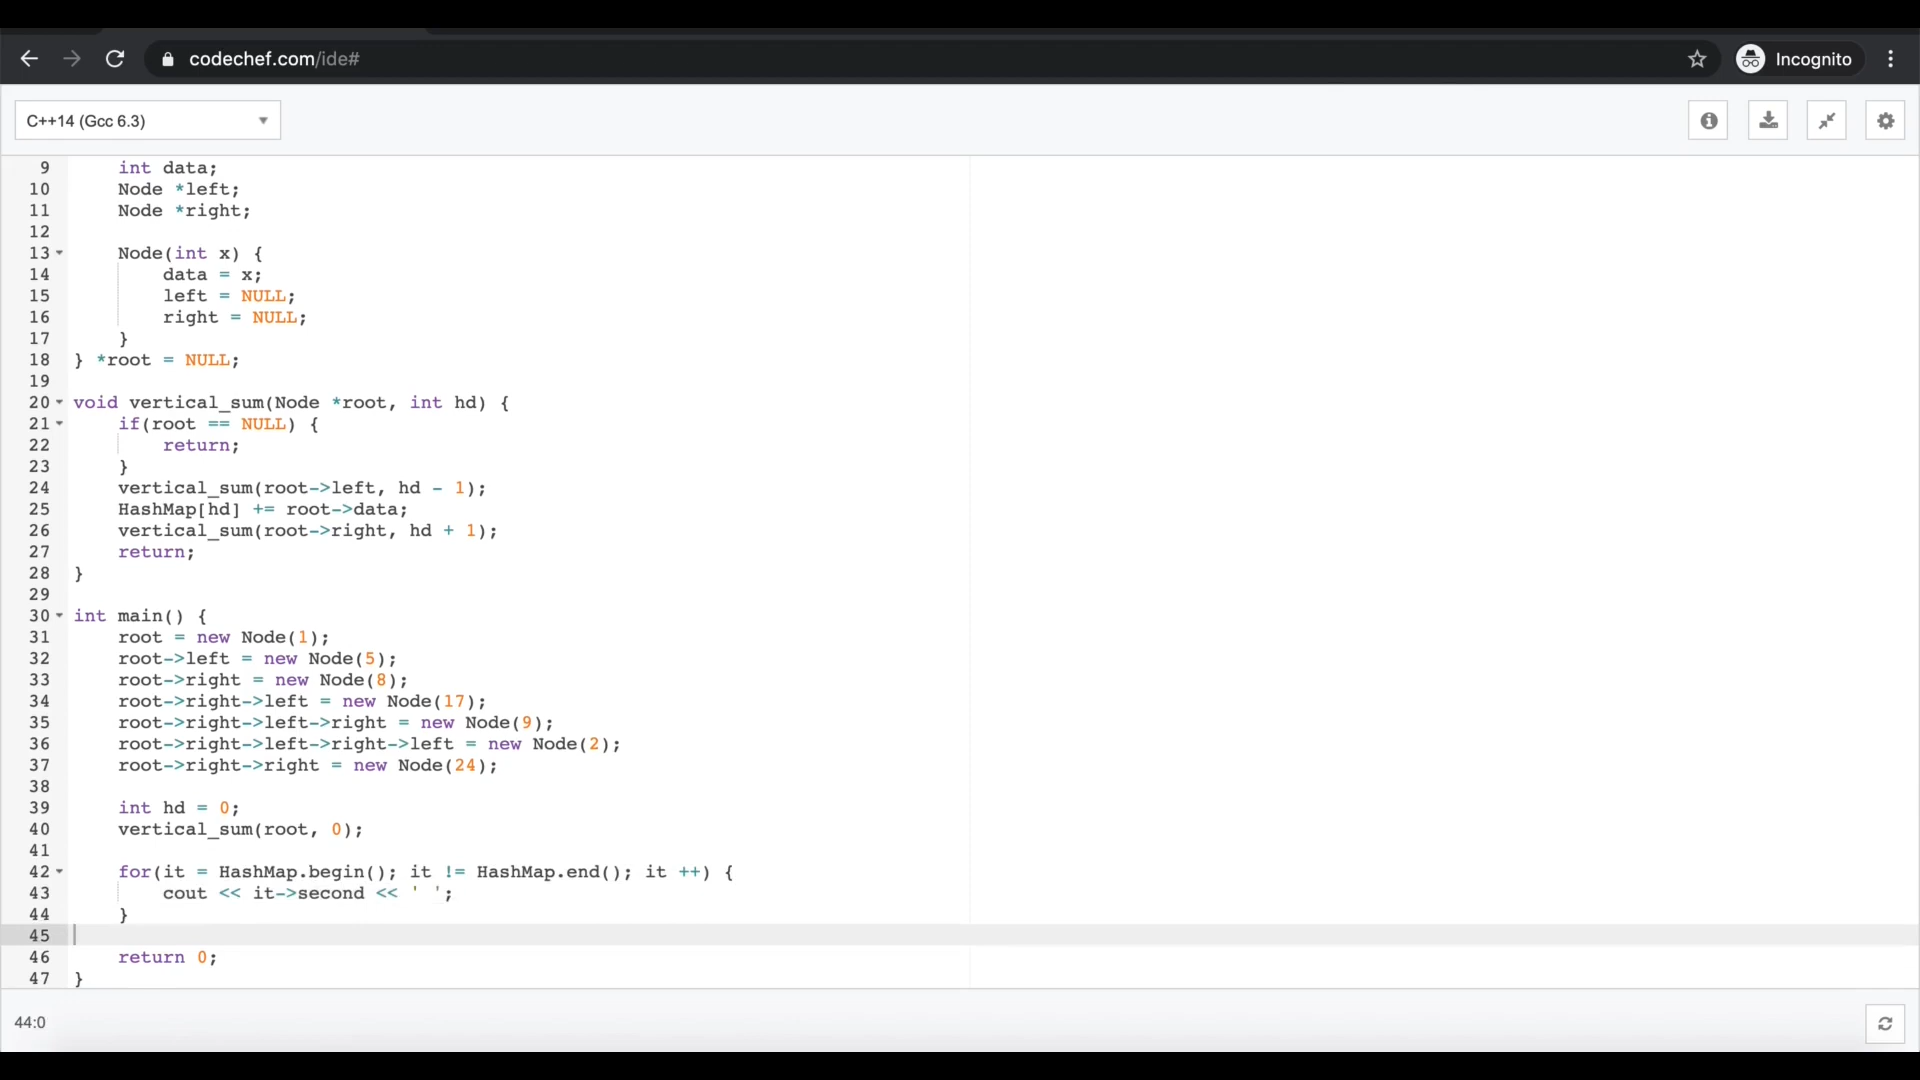 codechef.com/ide#
Incognito
C++14 (Gcc 6.3)
9 int data;
10 Node *left;
11 Node *right;
12
13 Node(int x) {
14 data = x;
15 left = NULL;
16 right = NULL;
17 }
18 } *root = NULL;
19
20 void vertical_sum(Node *root, int hd) {
21 if(root == NULL) {
22 return;
23 }
24 vertical_sum(root->left, hd - 1);
25 HashMap[hd] += root->data;
26 vertical_sum(root->right, hd + 1);
27 return;
28 }
29
30 int main() {
31 root = new Node(1);
32 root->left = new Node(5);
33 root->right = new Node(8);
34 root->right->left = new Node(17);
35 root->right->left->right = new Node(9);
36 root->right->left->right->left = new Node(2);
37 root->right->right = new Node(24);
38
39 int hd = 0;
40 vertical_sum(root, 0);
41
42 for(it = HashMap.begin(); it != HashMap.end(); it ++) {
43 cout << it->second << ' ';
44 }
45
46 return 0;
47 }
44:0